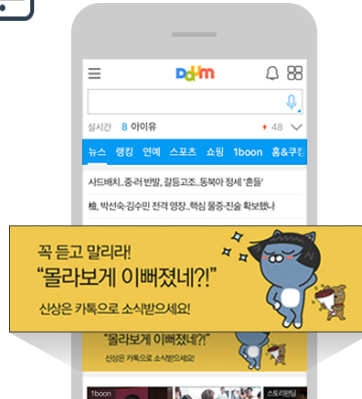 Daum
실시간 8 아이유 48
뉴스 랭킹 연예 스포츠 쇼핑 1boon 홈&쿠킹
사드배치..중·러 반발, 갈등고조..동북아 정세 '흔들'
檢, 박선숙·김수민 전격 영장..핵심 물증·진술 확보했나
꼭 듣고 말리라!
“몰라보게 이뻐졌네?!”
신상은 카톡으로 소식받으세요!
“몰라보게 이뻐졌네?!”
신상은 카톡으로 소식받으세요!
1boon 스토리펀딩